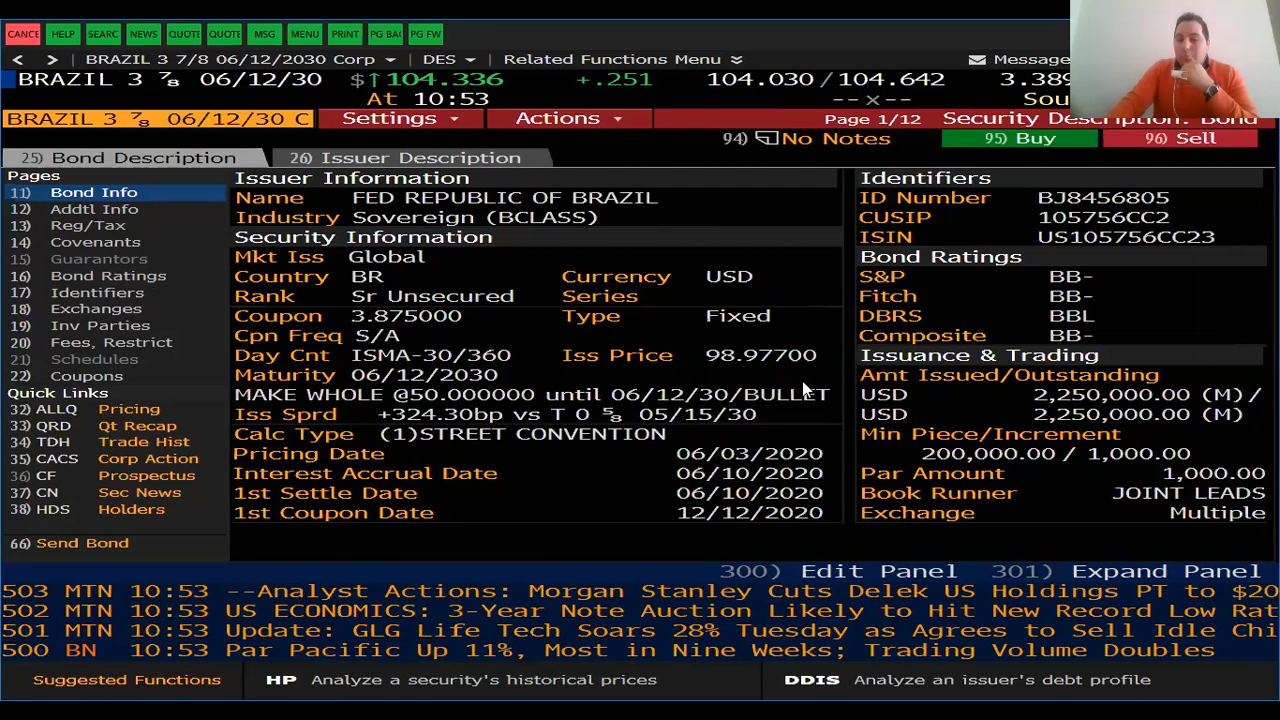 CANCE HELP SEARC NEWS QUOTE QUOTE MSG MENU PRINT PG BAC PG FW
< > BRAZIL 3 7/8 06/12/2030 Corp DES Related Functions Menu Message
BRAZIL 3 ⅞ 06/12/30 $↑104.336 +.251 104.030/104.642 3.389
At 10:53 -- x -- Sou
BRAZIL 3 ⅞ 06/12/30 C Settings Actions Page 1/12 Security Description: Bond
94) No Notes 95) Buy 96) Sell
25) Bond Description 26) Issuer Description
Pages
11) Bond Info
12) Addtl Info
13) Reg/Tax
14) Covenants
15) Guarantors
16) Bond Ratings
17) Identifiers
18) Exchanges
19) Inv Parties
20) Fees, Restrict
21) Schedules
22) Coupons
Quick Links
32) ALLQ Pricing
33) QRD Qt Recap
34) TDH Trade Hist
35) CACS Corp Action
36) CF Prospectus
37) CN Sec News
38) HDS Holders
66) Send Bond
Issuer Information
Name FED REPUBLIC OF BRAZIL
Industry Sovereign (BCLASS)
Security Information
Mkt Iss Global
Country BR Currency USD
Rank Sr Unsecured Series
Coupon 3.875000 Type Fixed
Cpn Freq S/A
Day Cnt ISMA-30/360 Iss Price 98.97700
Maturity 06/12/2030
MAKE WHOLE @50.000000 until 06/12/30/BULLET
Iss Sprd +324.30bp vs T 0 ⅝ 05/15/30
Calc Type (1)STREET CONVENTION
Pricing Date 06/03/2020
Interest Accrual Date 06/10/2020
1st Settle Date 06/10/2020
1st Coupon Date 12/12/2020
Identifiers
ID Number BJ8456805
CUSIP 105756CC2
ISIN US105756CC23
Bond Ratings
S&P BB-
Fitch BB-
DBRS BBL
Composite BB-
Issuance & Trading
Amt Issued/Outstanding
USD 2,250,000.00 (M)/
USD 2,250,000.00 (M)
Min Piece/Increment
200,000.00 / 1,000.00
Par Amount 1,000.00
Book Runner JOINT LEADS
Exchange Multiple
300) Edit Panel 301) Expand Panel
503 MTN 10:53 --Analyst Actions: Morgan Stanley Cuts Delek US Holdings PT to $20
502 MTN 10:53 US ECONOMICS: 3-Year Note Auction Likely to Hit New Record Low Rat
501 MTN 10:53 Update: GLG Life Tech Soars 28% Tuesday as Agrees to Sell Idle Chi
500 BN 10:53 Par Pacific Up 11%, Most in Nine Weeks; Trading Volume Doubles
Suggested Functions HP Analyze a security's historical prices DDIS Analyze an issuer's debt profile